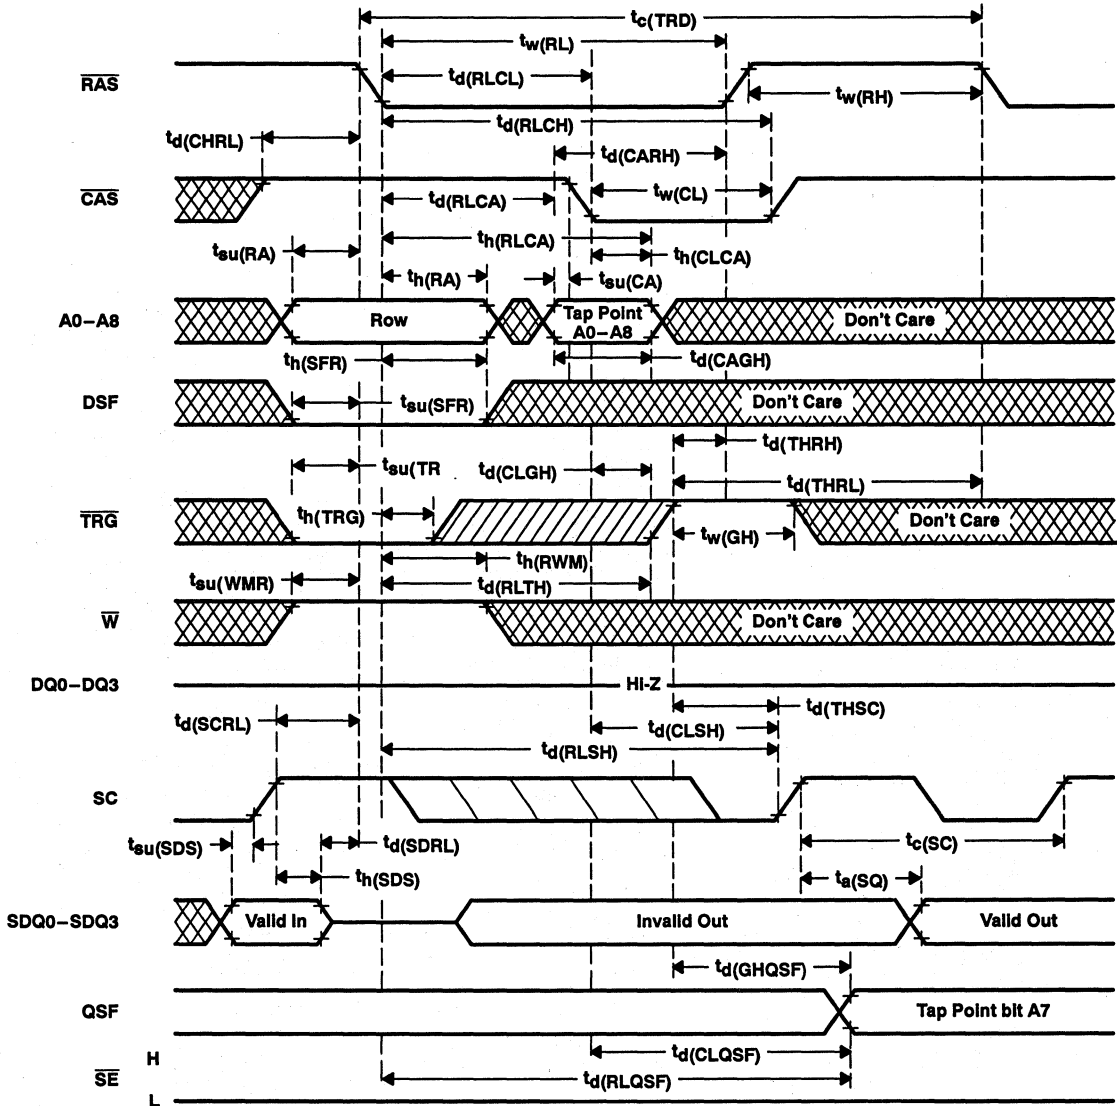 tc(TRD)
tw(RL)
RAS
td(RLCL)
tw(RH)
td(RLCH)
td(CHRL)
td(CARH)
CAS
td(RLCA)
tw(CL)
th(RLCA)
tsu(RA)
th(CLCA)
th(RA)
tsu(CA)
A0–A8
Row
Tap Point
A0–A8
Don't Care
th(SFR)
td(CAGH)
DSF
tsu(SFR)
Don't Care
td(THRH)
tsu(TR
td(CLGH)
td(THRL)
TRG
th(TRG)
tw(GH)
Don't Care
th(RWM)
tsu(WMR)
td(RLTH)
W
Don't Care
DQ0–DQ3
Hi-Z
td(SCRL)
td(THSC)
td(CLSH)
td(RLSH)
SC
tsu(SDS)
td(SDRL)
tc(SC)
th(SDS)
ta(SQ)
SDQ0–SDQ3
Valid In
Invalid Out
Valid Out
td(GHQSF)
QSF
Tap Point bit A7
H
td(CLQSF)
SE
td(RLQSF)
L